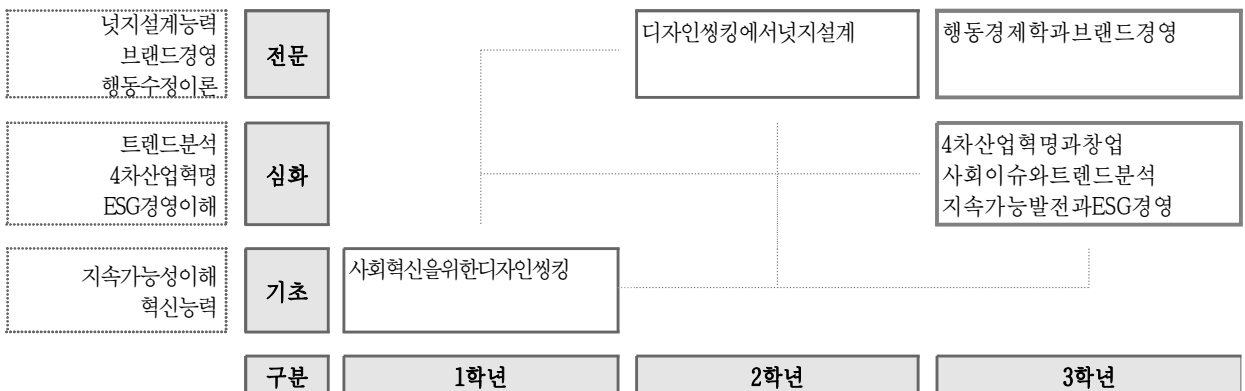 넛지설계능력
브랜드경영
행동수정이론
전문
디자인씽킹에서넛지설계
행동경제학과브랜드경영
트렌드분석
4차산업혁명
ESG경영이해
심화
4차산업혁명과창업
사회이슈와트렌드분석
지속가능발전과ESG경영
지속가능성이해
혁신능력
기초
사회혁신을위한디자인씽킹
구분
1학년
2학년
3학년